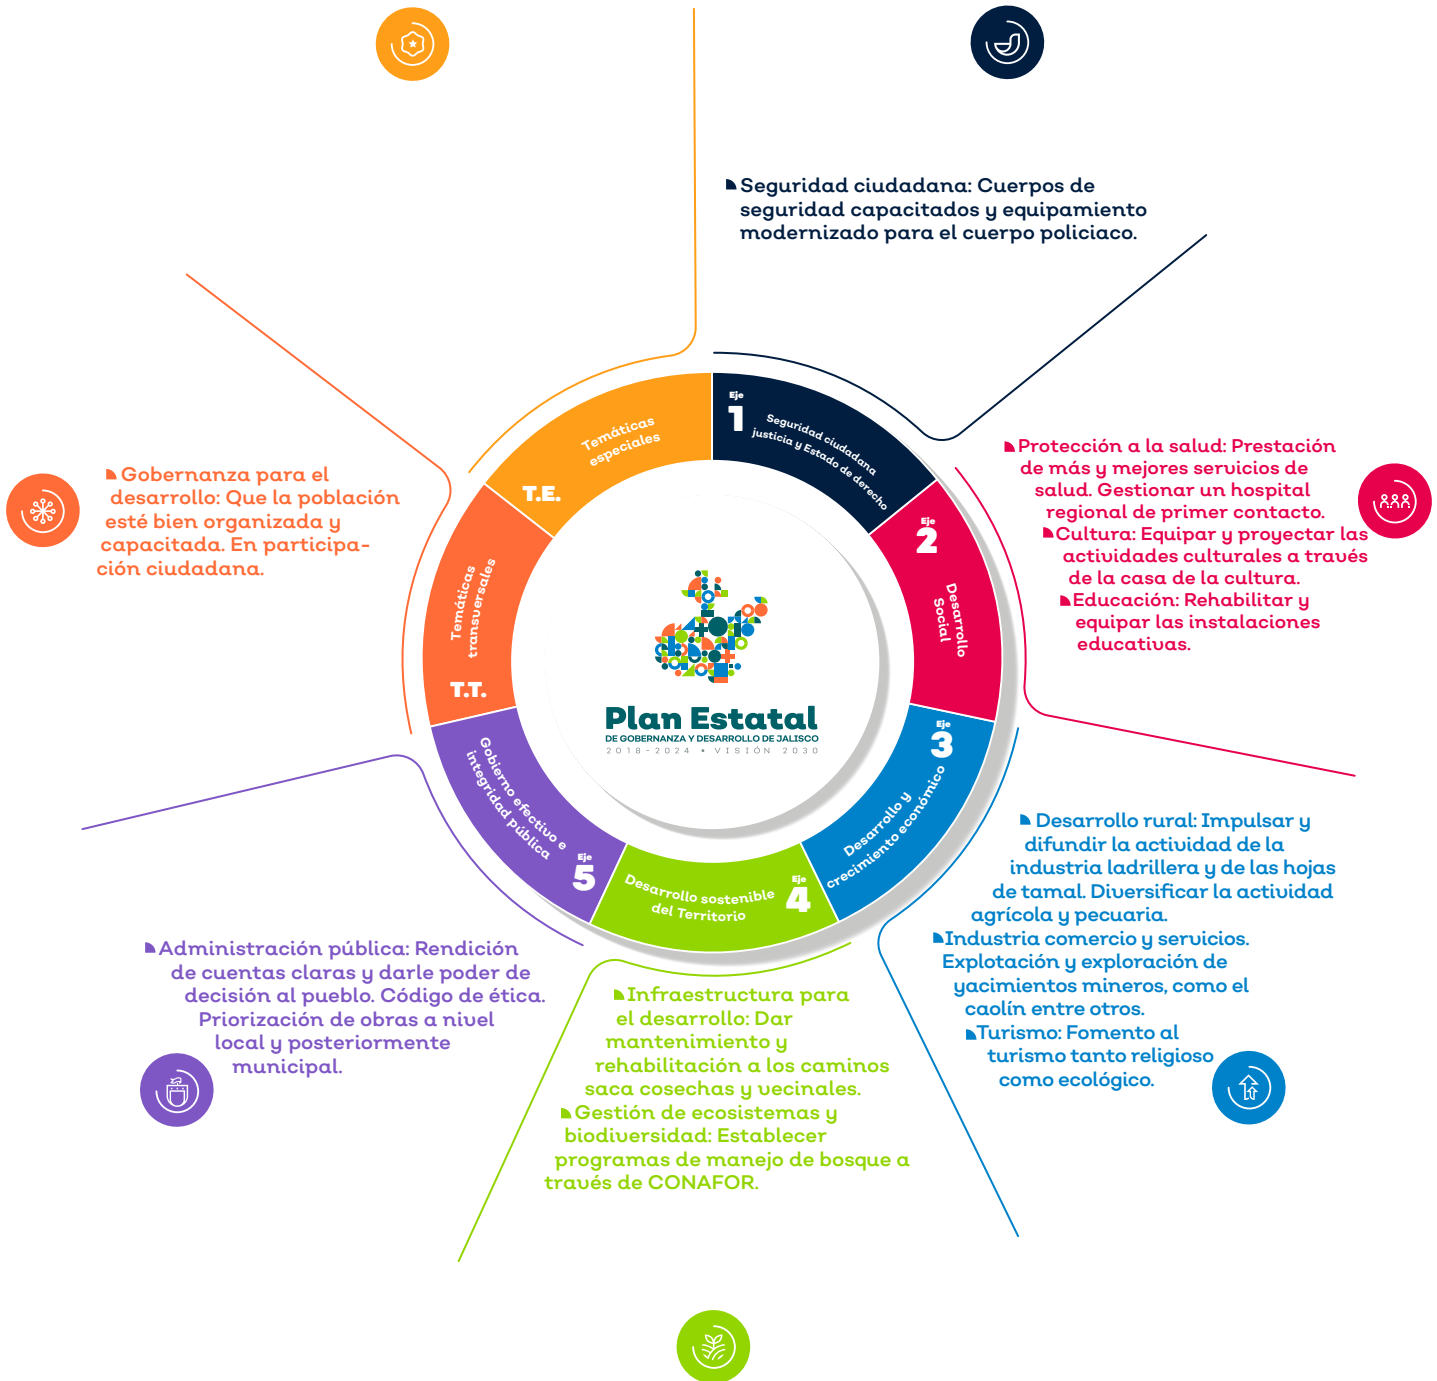 Seguridad ciudadana: Cuerpos de
seguridad capacitados y equipamiento
modernizado para el cuerpo policiaco.
Protección a la salud: Prestación
de más y mejores servicios de
salud. Gestionar un hospital
regional de primer contacto.
Cultura: Equipar y proyectar las
actividades culturales a través
de la casa de la cultura.
Educación: Rehabilitar y
equipar las instalaciones
educativas.
Desarrollo rural: Impulsar y
difundir la actividad de la
industria ladrillera y de las hojas
de tamal. Diversificar la actividad
agrícola y pecuaria.
Industria comercio y servicios.
Explotación y exploración de
yacimientos mineros, como el
caolín entre otros.
Turismo: Fomento al
turismo tanto religioso
como ecológico.
Infraestructura para
el desarrollo: Dar
mantenimiento y
rehabilitación a los caminos
saca cosechas y vecinales.
Gestión de ecosistemas y
biodiversidad: Establecer
programas de manejo de bosque a
través de CONAFOR.
Administración pública: Rendición
de cuentas claras y darle poder de
decisión al pueblo. Código de ética.
Priorización de obras a nivel
local y posteriormente
municipal.
Gobernanza para el
desarrollo: Que la población
esté bien organizada y
capacitada. En participa-
ción ciudadana.
Eje
1
Seguridad ciudadana
justicia y Estado de derecho
Eje
2
Desarrollo
Social
Eje
3
Desarrollo y
crecimiento económico
Eje
4
Desarrollo sostenible
del Territorio
Eje
5
Gobierno efectivo e
integridad pública
T.T.
Temáticas
transversales
T.E.
Temáticas
especiales
Plan Estatal
DE GOBERNANZA Y DESARROLLO DE JALISCO
2018-2024 • VISIÓN 2030